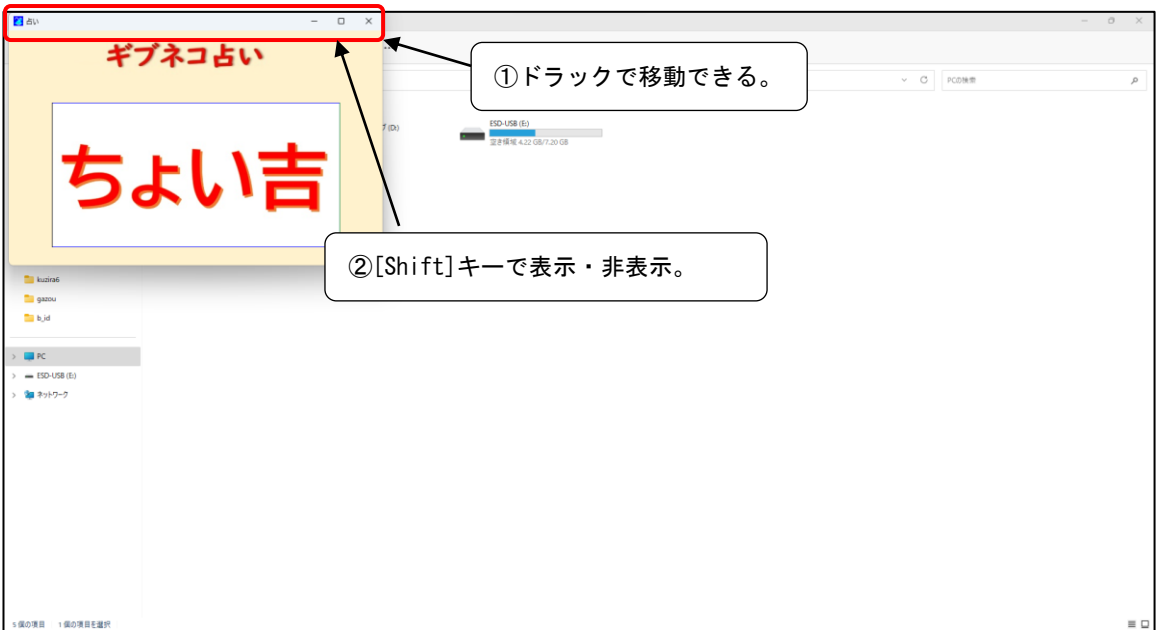 占い
ギブネコ占い
ちょい吉
①ドラックで移動できる。
PCの検索
(D:)
ESD-USB (E:)
空き領域 4.22 GB/7.20 GB
②[Shift]キーで表示・非表示。
kuzira6
gazou
b_id
PC
ESD-USB (E:)
ネットワーク
5 個の項目
1 個の項目を選択